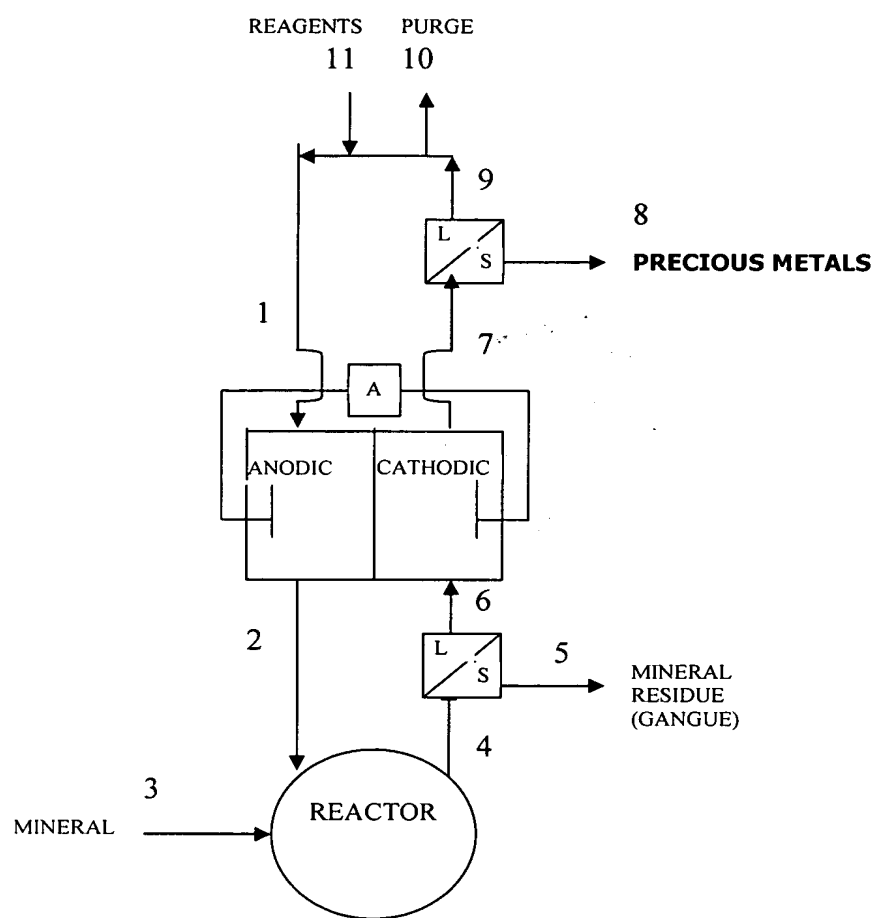 REAGENTS PURGE
11 10
9
8
L
S
PRECIOUS METALS
1
7
A
ANODIC CATHODIC
6
2
L
S
5
MINERAL
RESIDUE
(GANGUE)
4
3
REACTOR
MINERAL